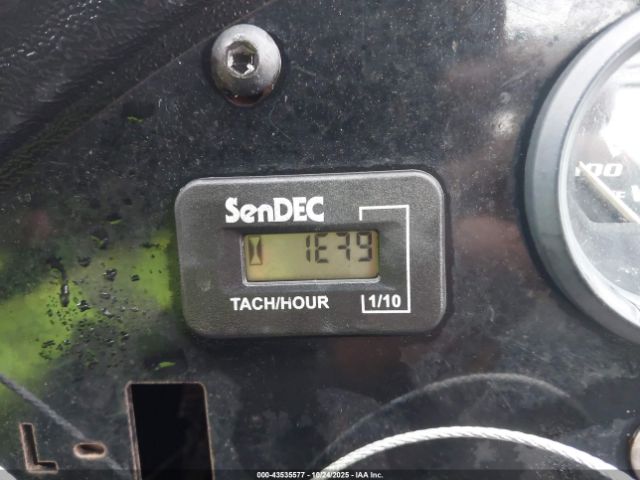 SenDEC
1E79
TACH/HOUR
1/10
L -
000-43535577 - 10/24/2025 - IAA Inc.